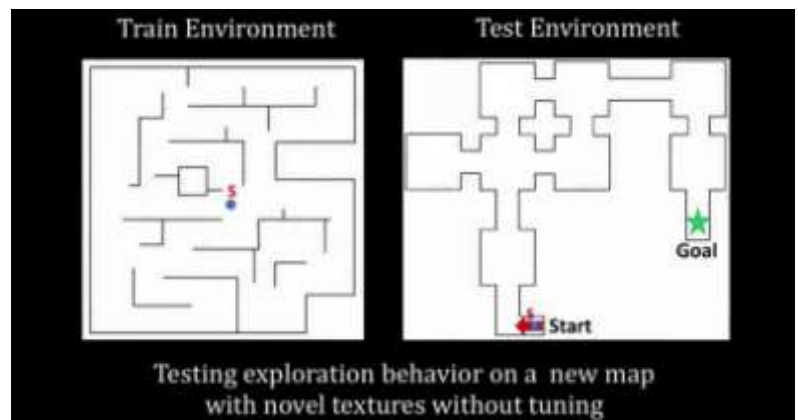 Train Environment
Test Environment
S
Goal
S
Start
Testing exploration behavior on a new map
with novel textures without tuning